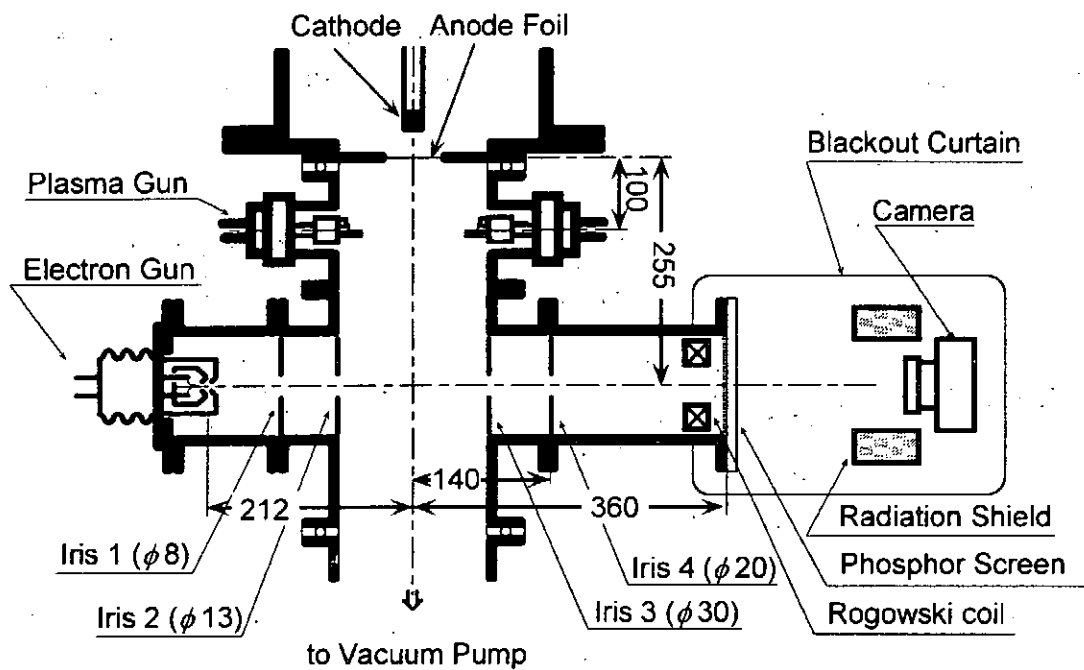 Cathode
Anode Foil
Blackout Curtain
Plasma Gun
100
Camera
Electron Gun
255
140
212
360
Radiation Shield
Iris 1 (ϕ8)
Iris 4 (ϕ20)
Phosphor Screen
Iris 2 (ϕ13)
Iris 3 (ϕ30)
Rogowski coil
to Vacuum Pump